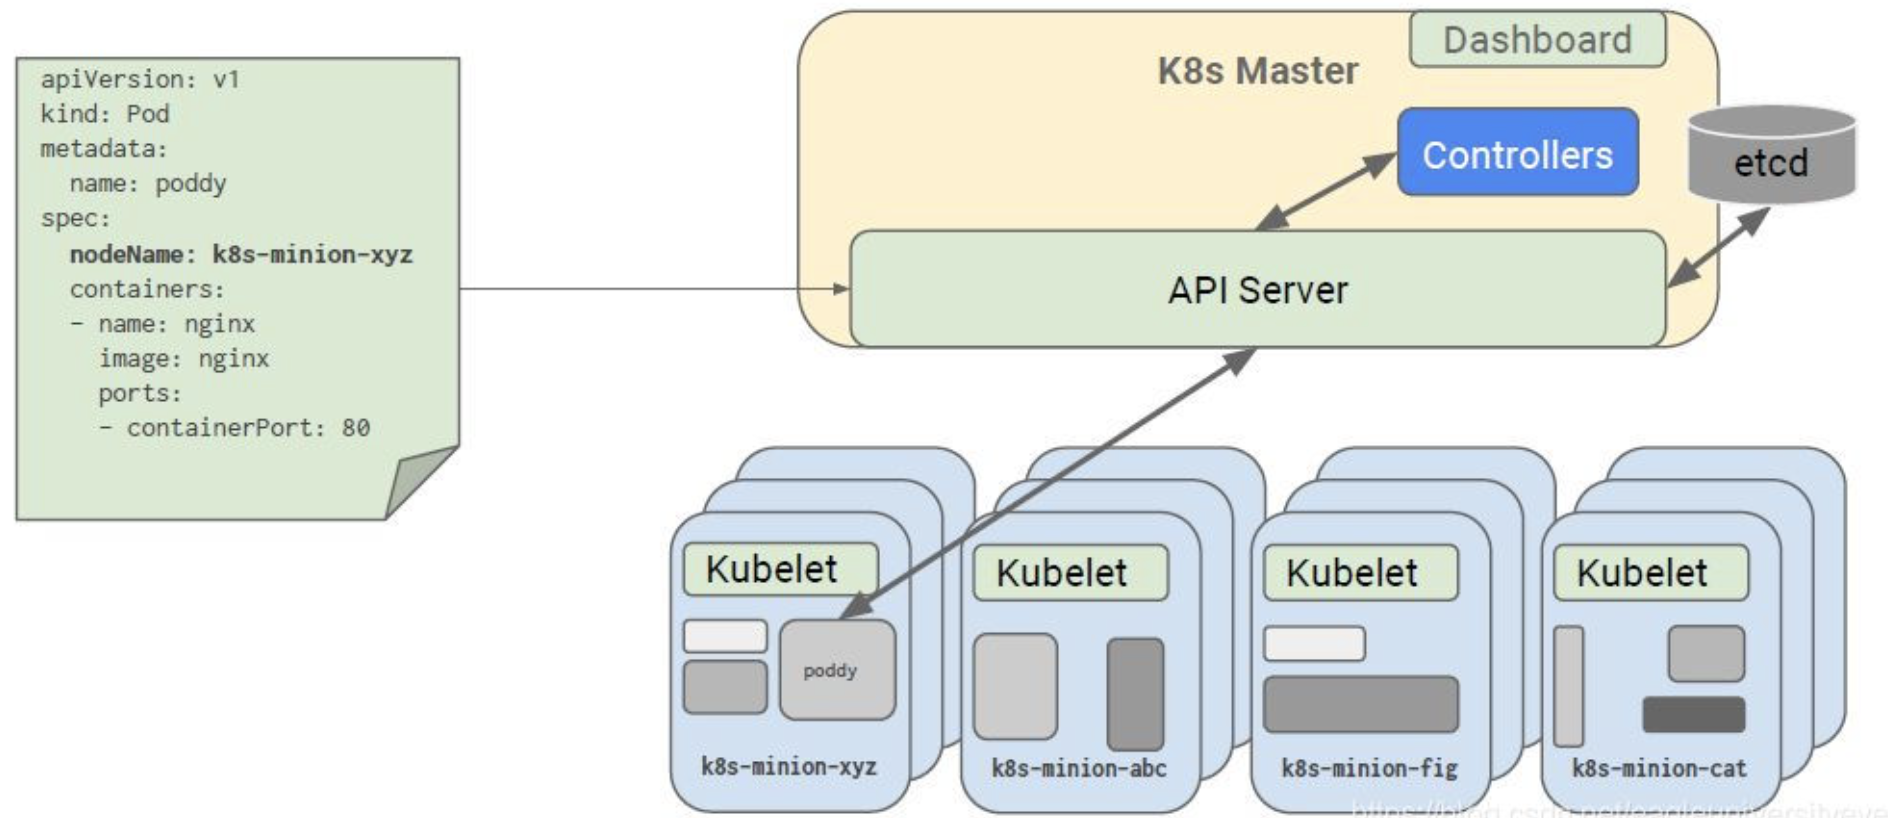 apiVersion: v1
kind: Pod
metadata:
  name: poddy
spec:
  nodeName: k8s-minion-xyz
  containers:
  - name: nginx
    image: nginx
    ports:
    - containerPort: 80
Dashboard
K8s Master
Controllers
etcd
API Server
Kubelet
poddy
k8s-minion-xyz
Kubelet
k8s-minion-abc
Kubelet
k8s-minion-fig
Kubelet
k8s-minion-cat